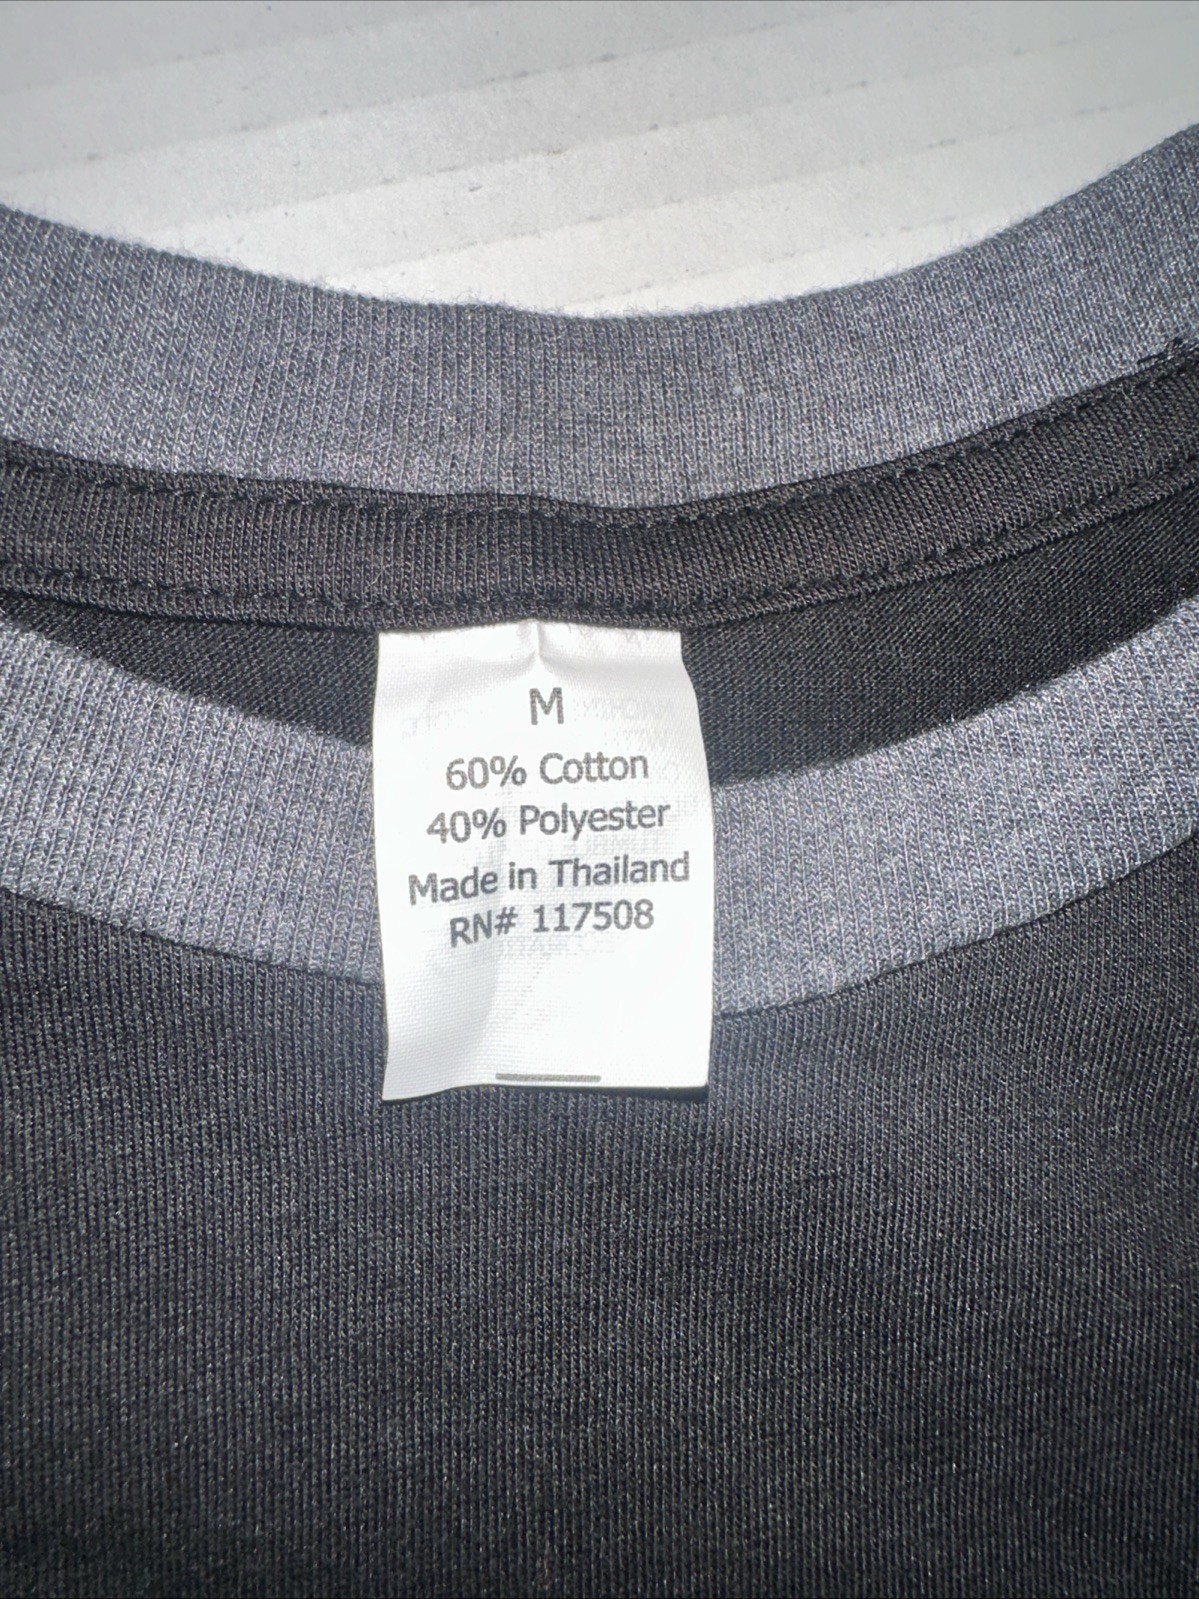 M
60% Cotton
40% Polyester
Made in Thailand
RN# 117508